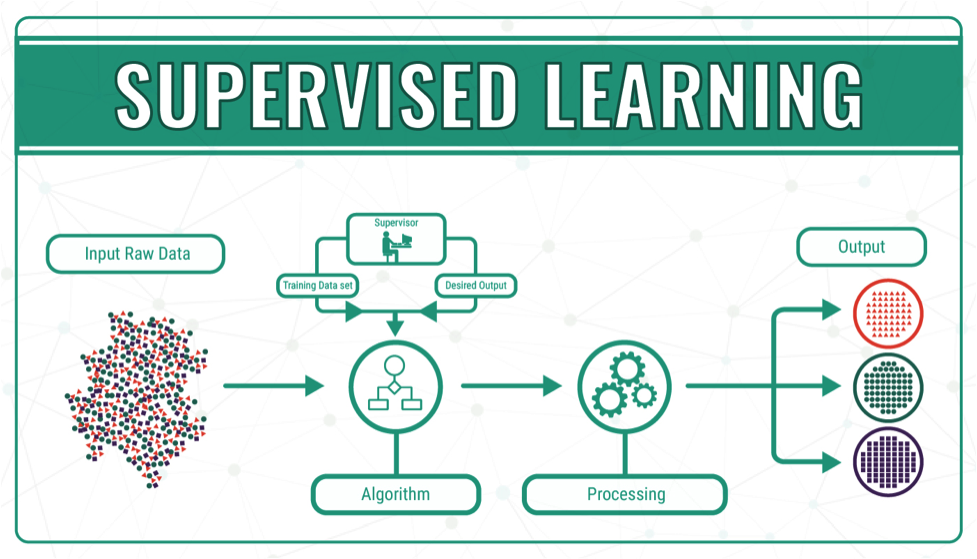 SUPERVISED LEARNING
Supervisor
Input Raw Data
Output
Training Data set
Desired Output
Algorithm
Processing